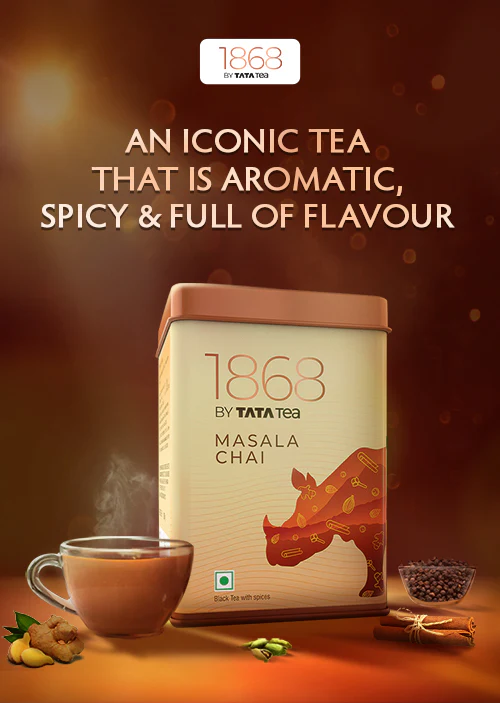 1868
BY TATA Tea
AN ICONIC TEA
THAT IS AROMATIC,
SPICY & FULL OF FLAVOUR
1868
BY TATA Tea
MASALA
CHAI
Black Tea with spices